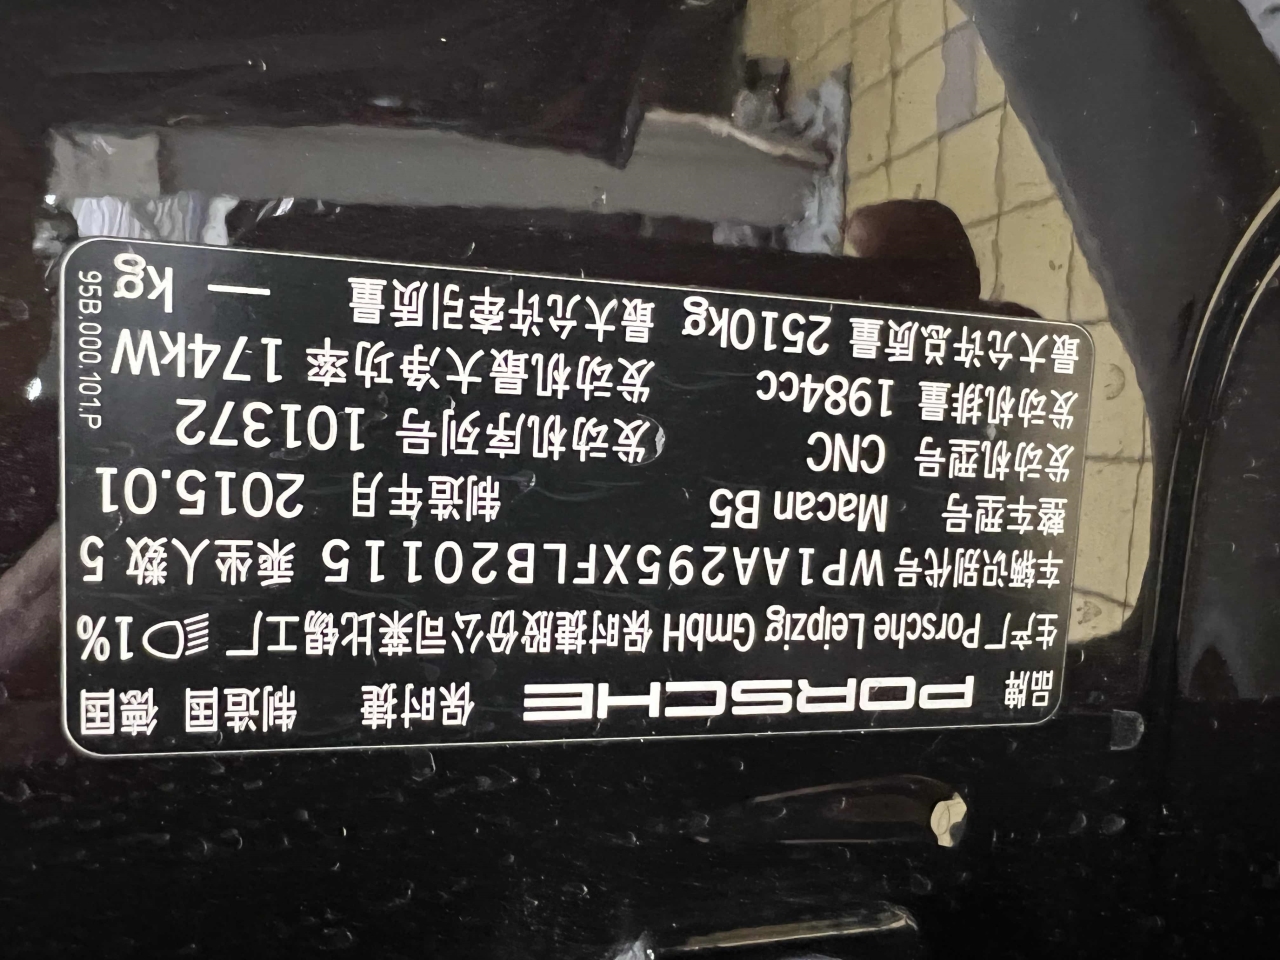 品牌 PORSCHE 保时捷 制造国 德国
生产厂 Porsche Leipzig GmbH 保时捷股份公司莱比锡工厂 1%
车辆识别代号 WP1AA295XFLB20115 乘坐人数 5
整车型号 Macan B5 制造年月 2015.01
发动机型号 CNC 发动机序列号 101372
发动机排量 1984cc 发动机最大净功率 174kW
最大允许总质量 2510kg 最大允许牵引质量 — kg
95B.000.101.P